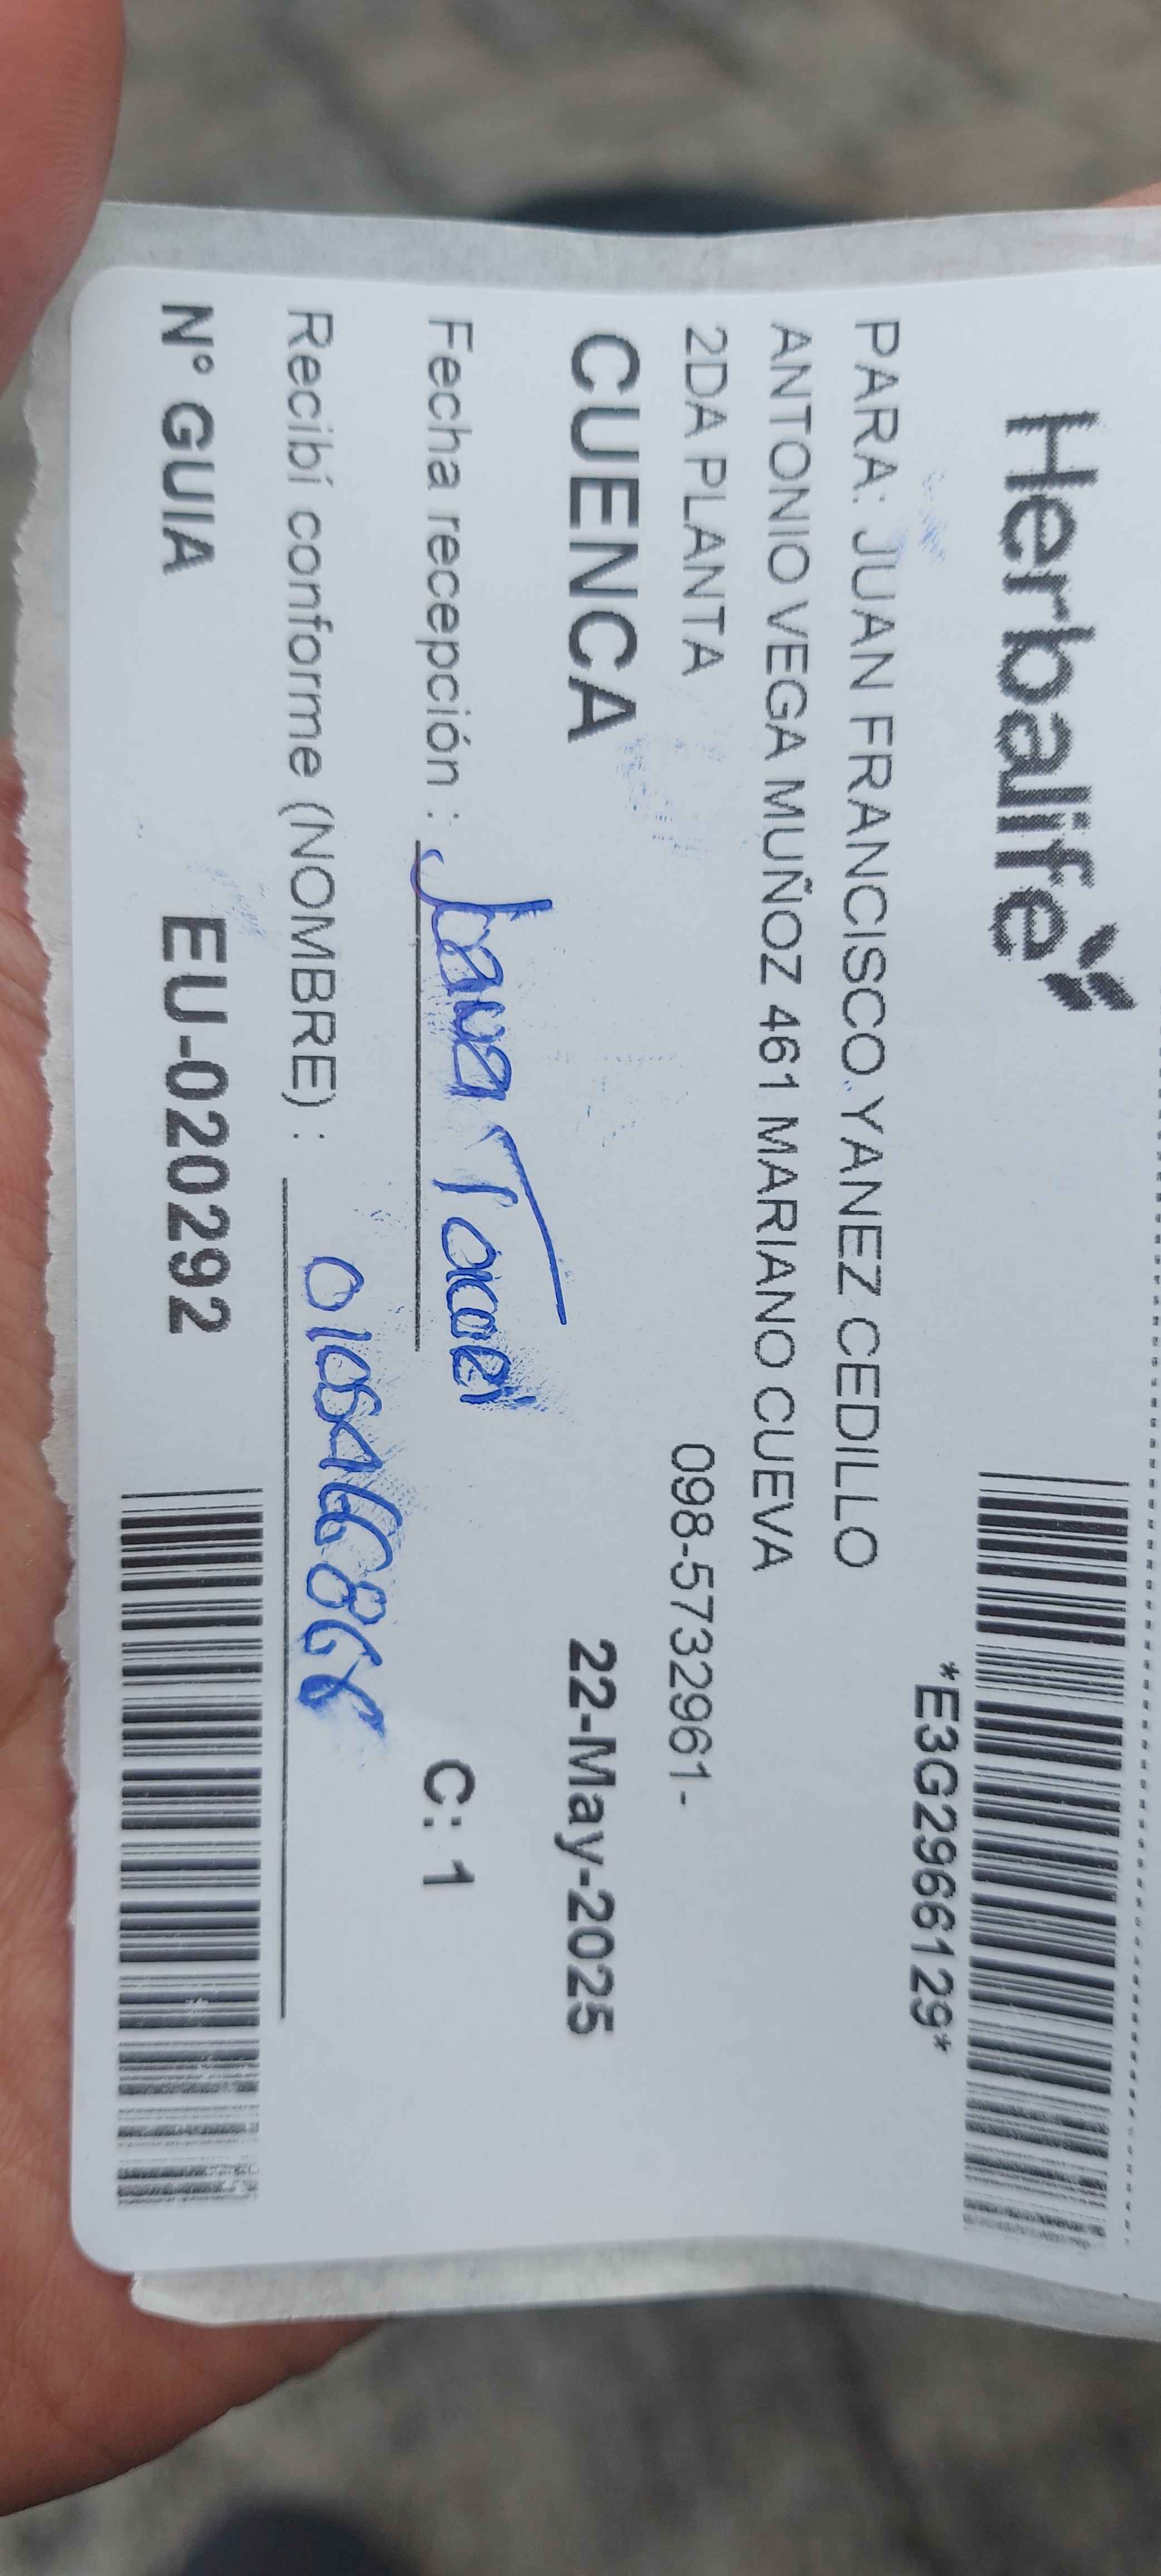 Herbalife
*E3G2966129*
PARA: JUAN FRANCISCO YANEZ CEDILLO
ANTONIO VEGA MUÑOZ 461 MARIANO CUEVA
2DA PLANTA 098-5732961-
CUENCA 22-May-2025
Fecha recepción : C: 1
Recibí conforme (NOMBRE) :
N° GUIA EU-020292